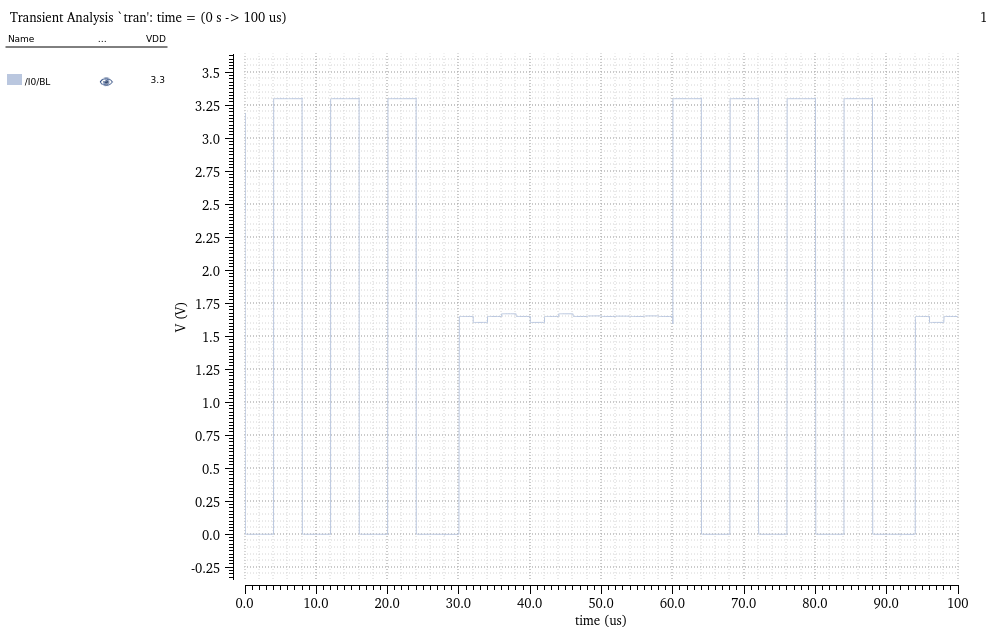 Transient Analysis `tran': time = (0 s -> 100 us)
1
Name ... VDD
/I0/BL 3.3
3.5
3.25
3.0
2.75
2.5
2.25
2.0
1.75
1.5
1.25
1.0
0.75
0.5
0.25
0.0
-0.25
V (V)
0.0 10.0 20.0 30.0 40.0 50.0 60.0 70.0 80.0 90.0 100
time (us)